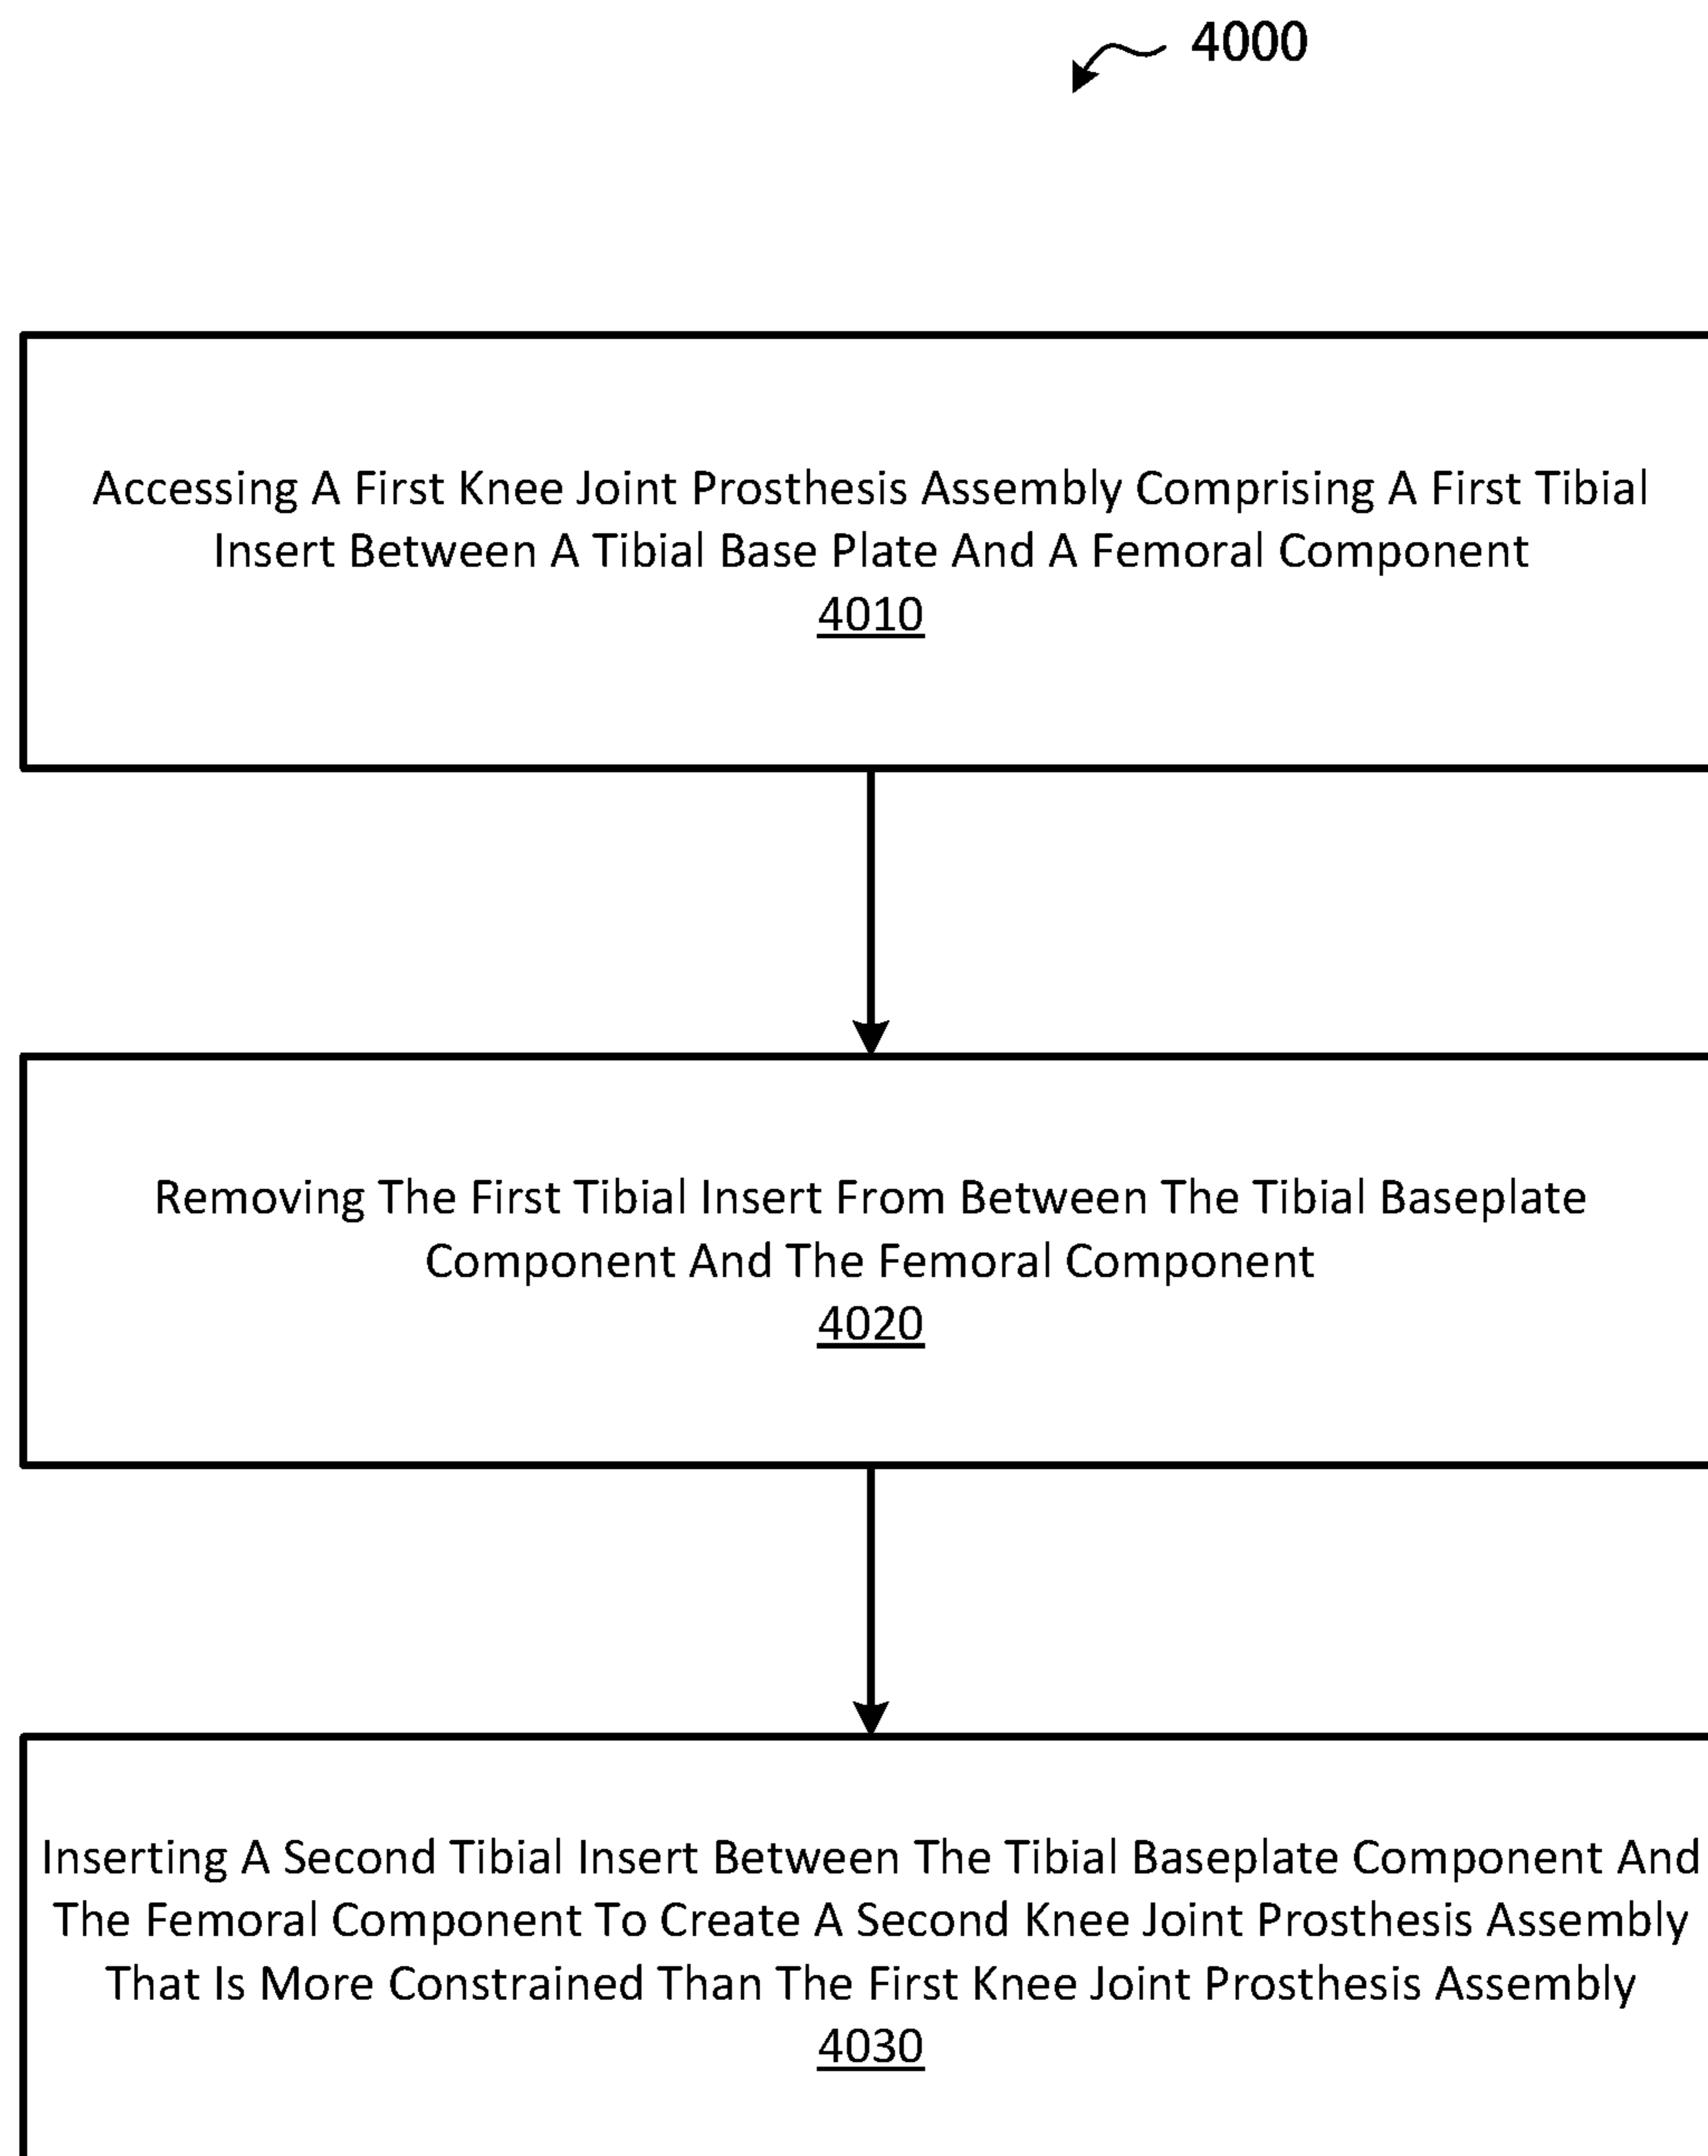 4000
Accessing A First Knee Joint Prosthesis Assembly Comprising A First Tibial
Insert Between A Tibial Base Plate And A Femoral Component
4010
Removing The First Tibial Insert From Between The Tibial Baseplate
Component And The Femoral Component
4020
Inserting A Second Tibial Insert Between The Tibial Baseplate Component And
The Femoral Component To Create A Second Knee Joint Prosthesis Assembly
That Is More Constrained Than The First Knee Joint Prosthesis Assembly
4030